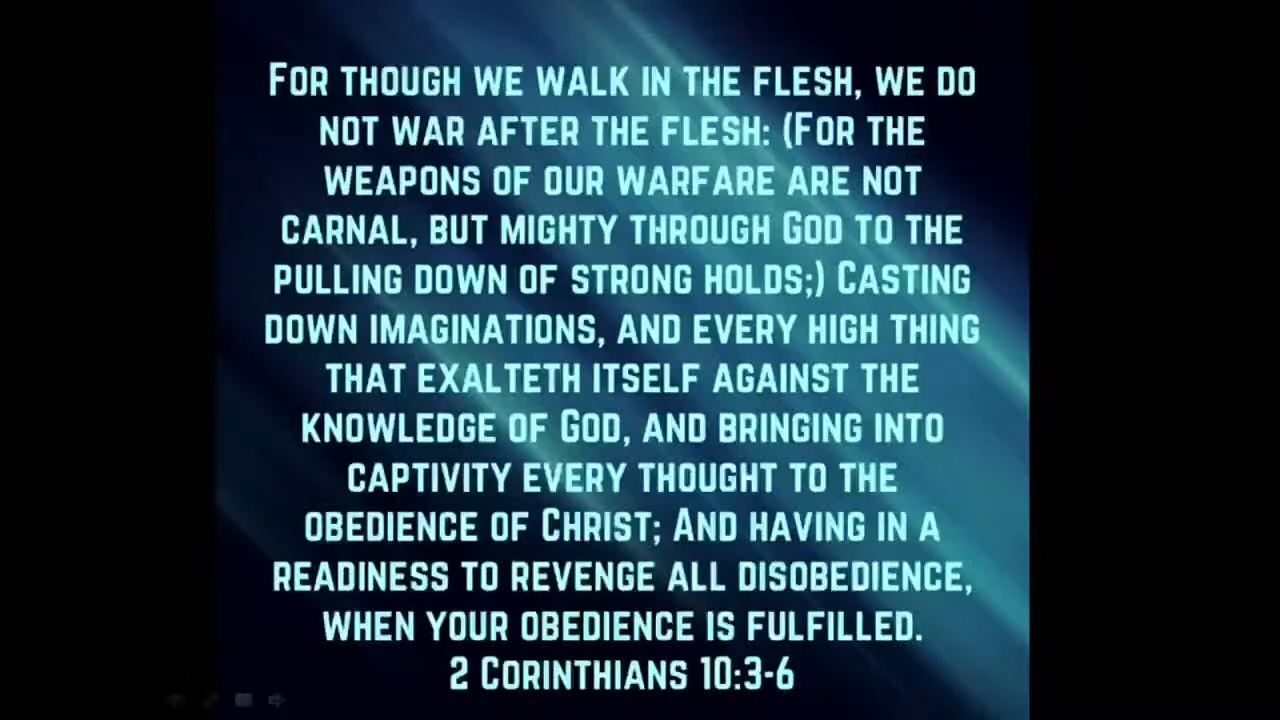 For though we walk in the flesh, we do
not war after the flesh: (For the
weapons of our warfare are not
carnal, but mighty through God to the
pulling down of strong holds;) Casting
down imaginations, and every high thing
that exalteth itself against the
knowledge of God, and bringing into
captivity every thought to the
obedience of Christ; And having in a
readiness to revenge all disobedience,
when your obedience is fulfilled.
2 Corinthians 10:3-6